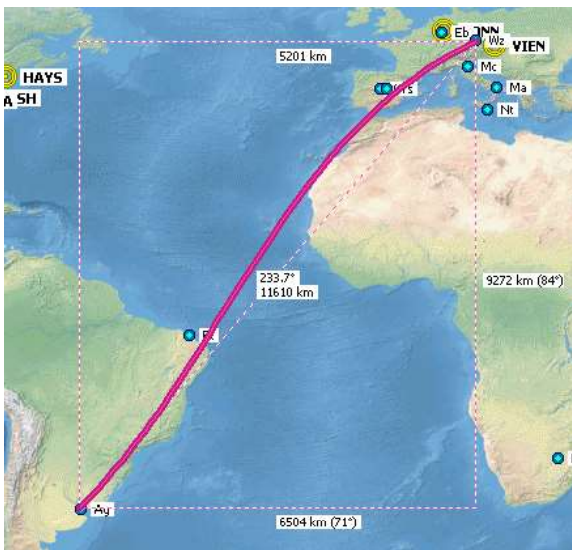 Eb
Wz
VIEN
5201 km
Mc
HAYS
SH
Ma
Nt
233.7°
11610 km
9272 km (84°)
Ay
6504 km (71°)